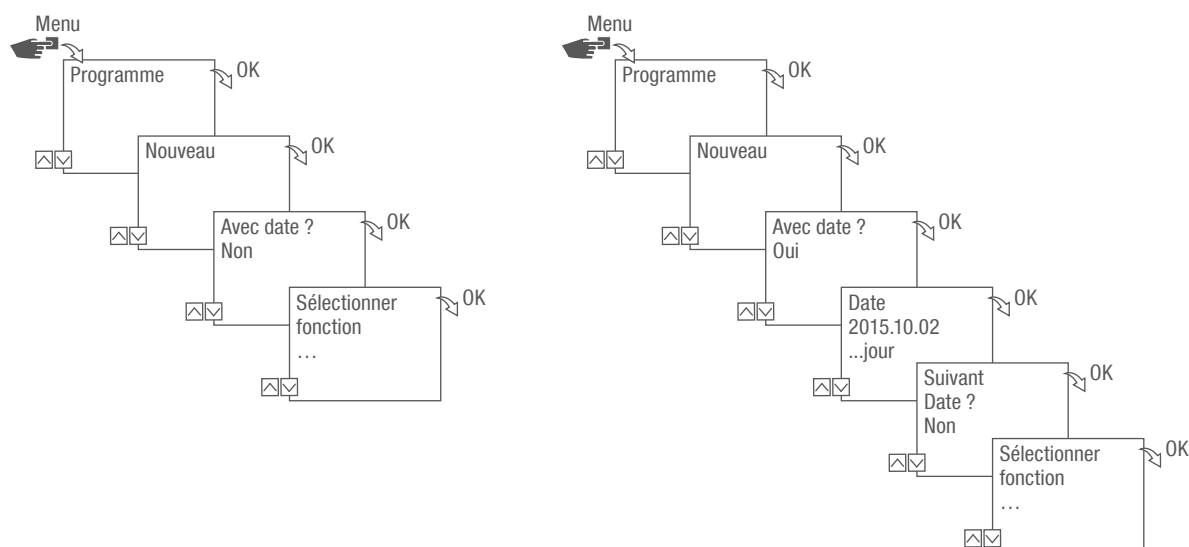 Menu
Programme
OK
Nouveau
OK
Avec date ?
Non
OK
Sélectionner
fonction
...
OK
Menu
Programme
OK
Nouveau
OK
Avec date ?
Oui
OK
Date
2015.10.02
...jour
OK
Suivant
Date ?
Non
OK
Sélectionner
fonction
...
OK